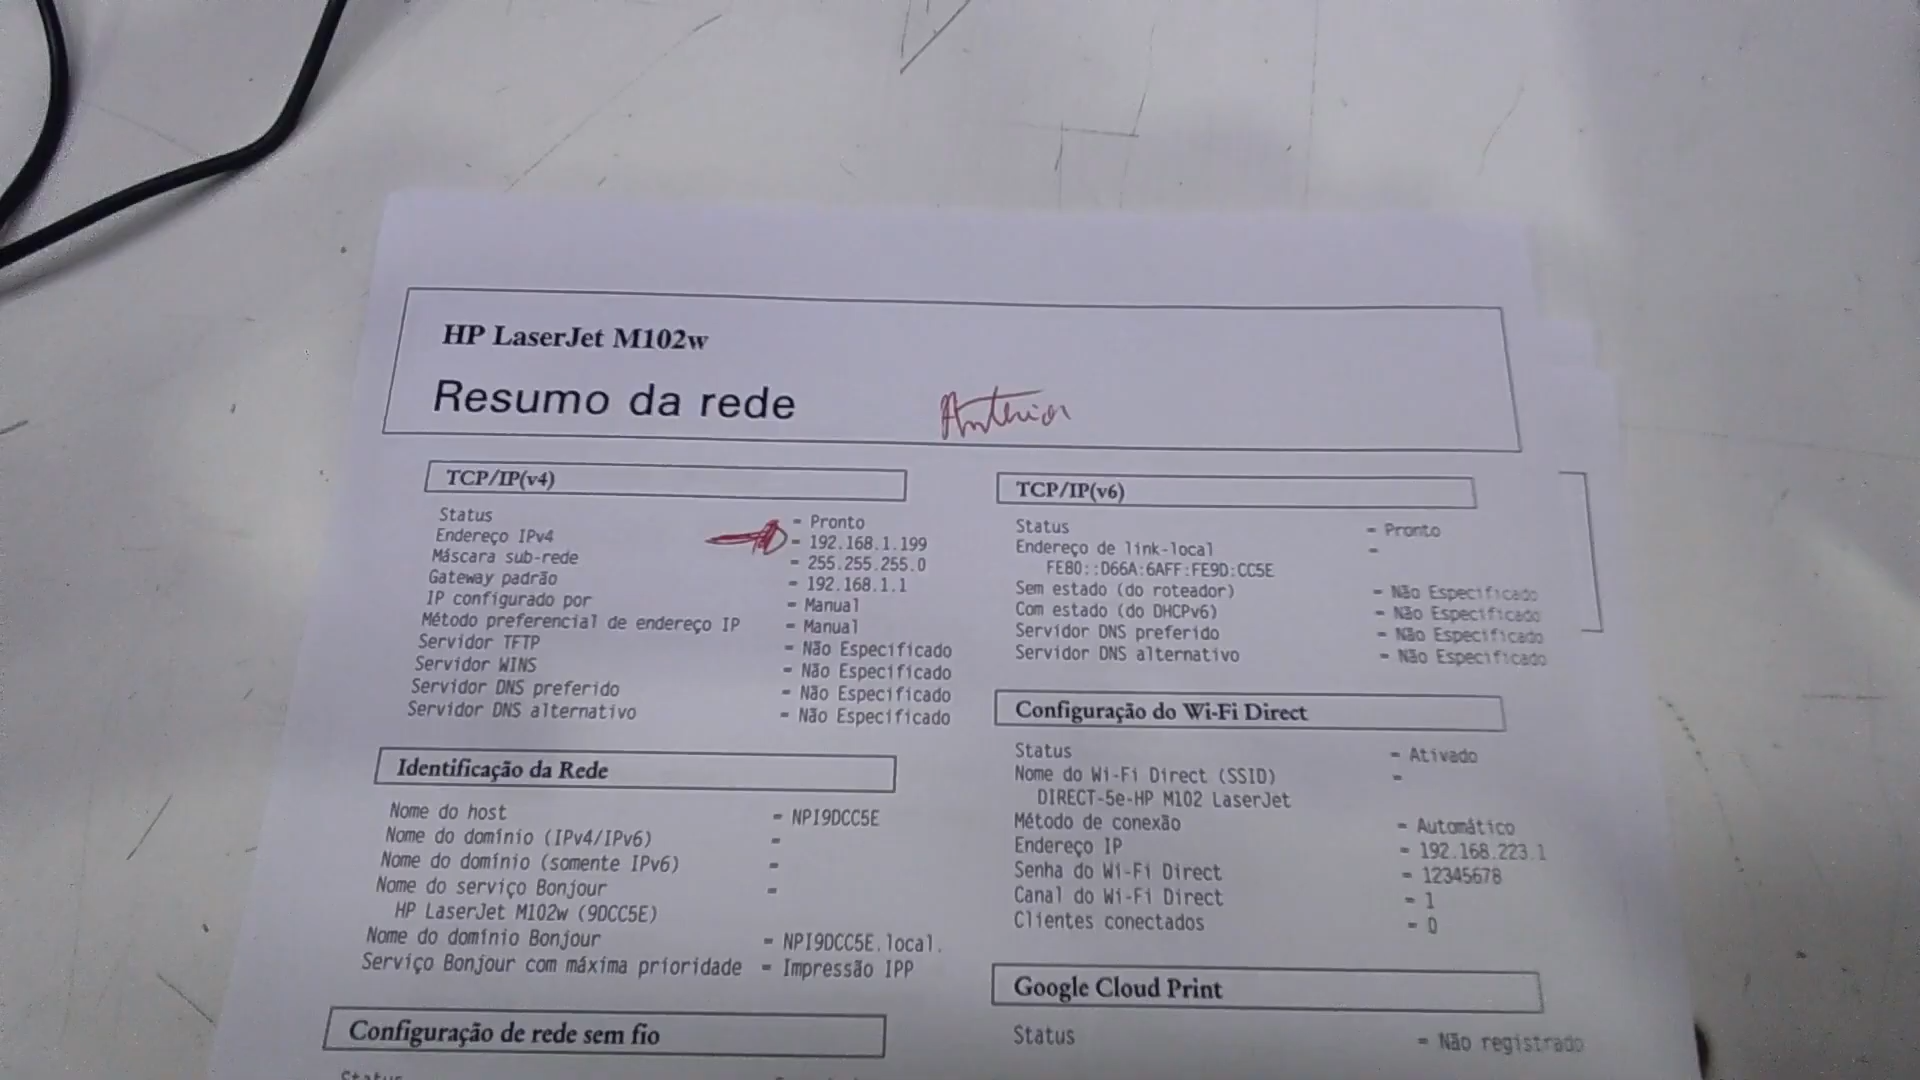 HP LaserJet M102w
Resumo da rede
TCP/IP(v4)
Status = Pronto
Endereço IPv4 = 192.168.1.199
Máscara sub-rede = 255.255.255.0
Gateway padrão = 192.168.1.1
IP configurado por = Manual
Método preferencial de endereço IP = Manual
Servidor TFTP = Não Especificado
Servidor WINS = Não Especificado
Servidor DNS preferido = Não Especificado
Servidor DNS alternativo = Não Especificado
Identificação da Rede
Nome do host = NPI9DCC5E
Nome do domínio (IPv4/IPv6) =
Nome do domínio (somente IPv6) =
Nome do serviço Bonjour =
HP LaserJet M102w (9DCC5E)
Nome do domínio Bonjour = NPI9DCC5E.local.
Serviço Bonjour com máxima prioridade = Impressão IPP
Configuração de rede sem fio
Status
TCP/IP(v6)
Status = Pronto
Endereço de link-local =
FE80::D66A:6AFF:FE9D:CC5E
Sem estado (do roteador) = Não Especificado
Com estado (do DHCPv6) = Não Especificado
Servidor DNS preferido = Não Especificado
Servidor DNS alternativo = Não Especificado
Configuração do Wi-Fi Direct
Status = Ativado
Nome do Wi-Fi Direct (SSID) =
DIRECT-5e-HP M102 LaserJet
Método de conexão = Automático
Endereço IP = 192.168.223.1
Senha do Wi-Fi Direct = 12345678
Canal do Wi-Fi Direct = 1
Clientes conectados = 0
Google Cloud Print
Status = Não registrado